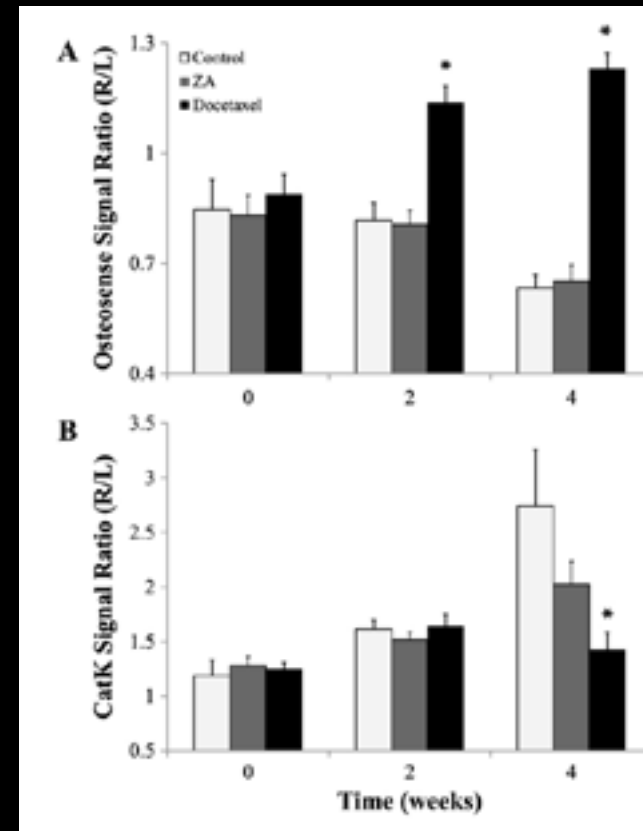 A
Osteosense Signal Ratio (R/L)
1.3
1
0.7
0.4
Control
ZA
Docetaxel
*
*
0
2
4
B
CatK Signal Ratio (R/L)
3.5
3
2.5
2
1.5
1
0.5
*
0
2
4
Time (weeks)